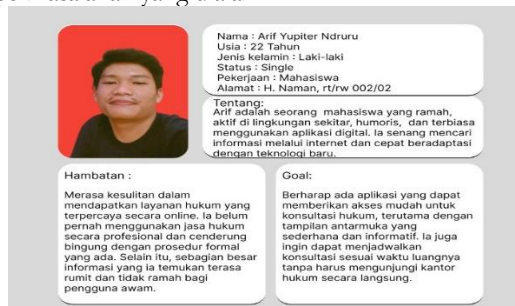 Nama : Arif Yupiter Ndruru
Usia : 22 Tahun
Jenis kelamin : Laki-laki
Status : Single
Pekerjaan : Mahasiswa
Alamat : H. Naman, rt/rw 002/02
Tentang:
Arif adalah seorang mahasiswa yang ramah,
aktif di lingkungan sekitar, humoris, dan terbiasa
menggunakan aplikasi digital. Ia senang mencari
informasi melalui internet dan cepat beradaptasi
dengan teknologi baru.
Hambatan :
Merasa kesulitan dalam
mendapatkan layanan hukum yang
terpercaya secara online. Ia belum
pernah menggunakan jasa hukum
secara profesional dan cenderung
bingung dengan prosedur formal
yang ada. Selain itu, sebagian besar
informasi yang ia temukan terasa
rumit dan tidak ramah bagi
pengguna awam.
Goal:
Berharap ada aplikasi yang dapat
memberikan akses mudah untuk
konsultasi hukum, terutama dengan
tampilan antarmuka yang
sederhana dan informatif. Ia juga
ingin dapat menjadwalkan
konsultasi sesuai waktu luangnya
tanpa harus mengunjungi kantor
hukum secara langsung.